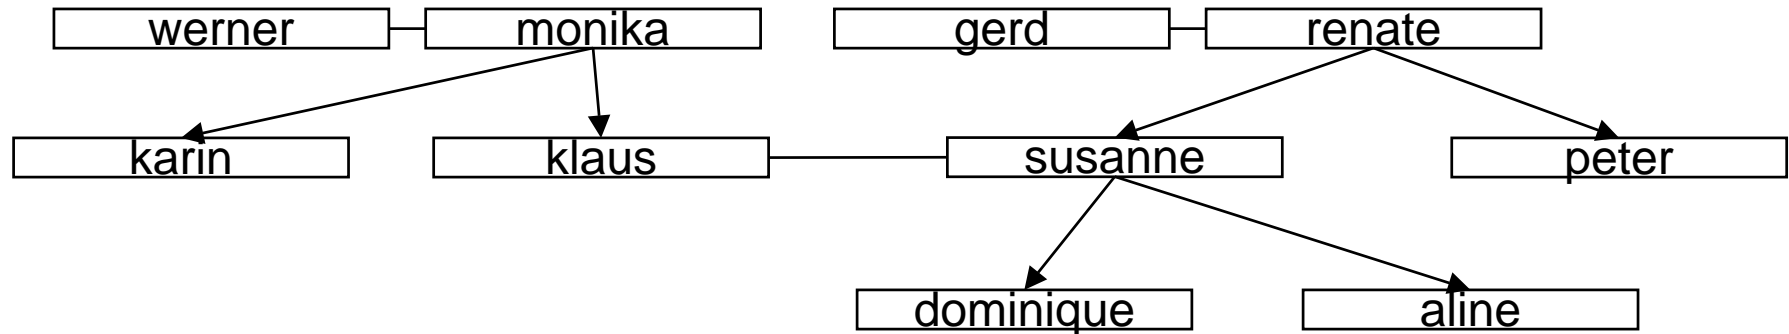 werner monika gerd renate
karin klaus susanne peter
dominique aline